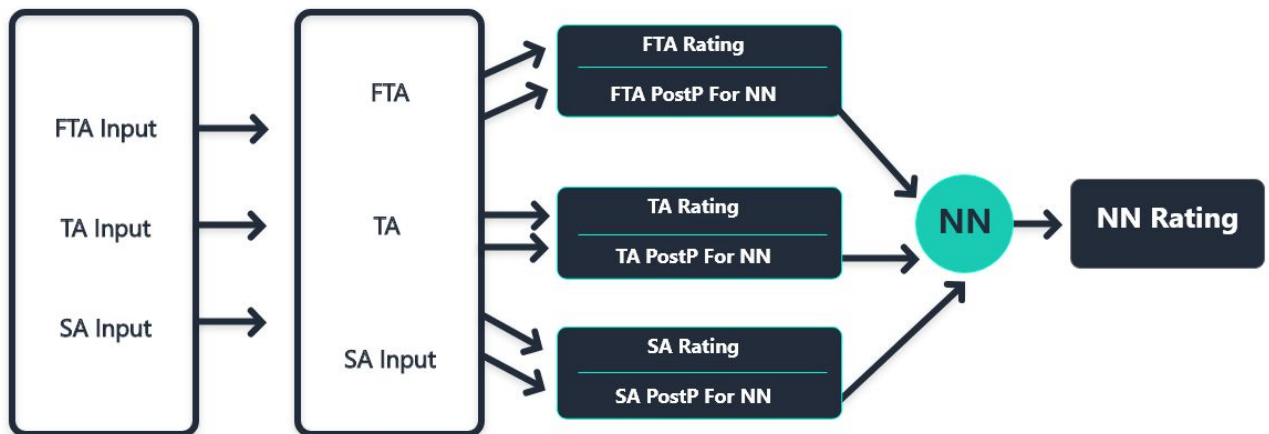 FTA Input
TA Input
SA Input
FTA
TA
SA Input
FTA Rating
FTA PostP For NN
TA Rating
TA PostP For NN
SA Rating
SA PostP For NN
NN
NN Rating